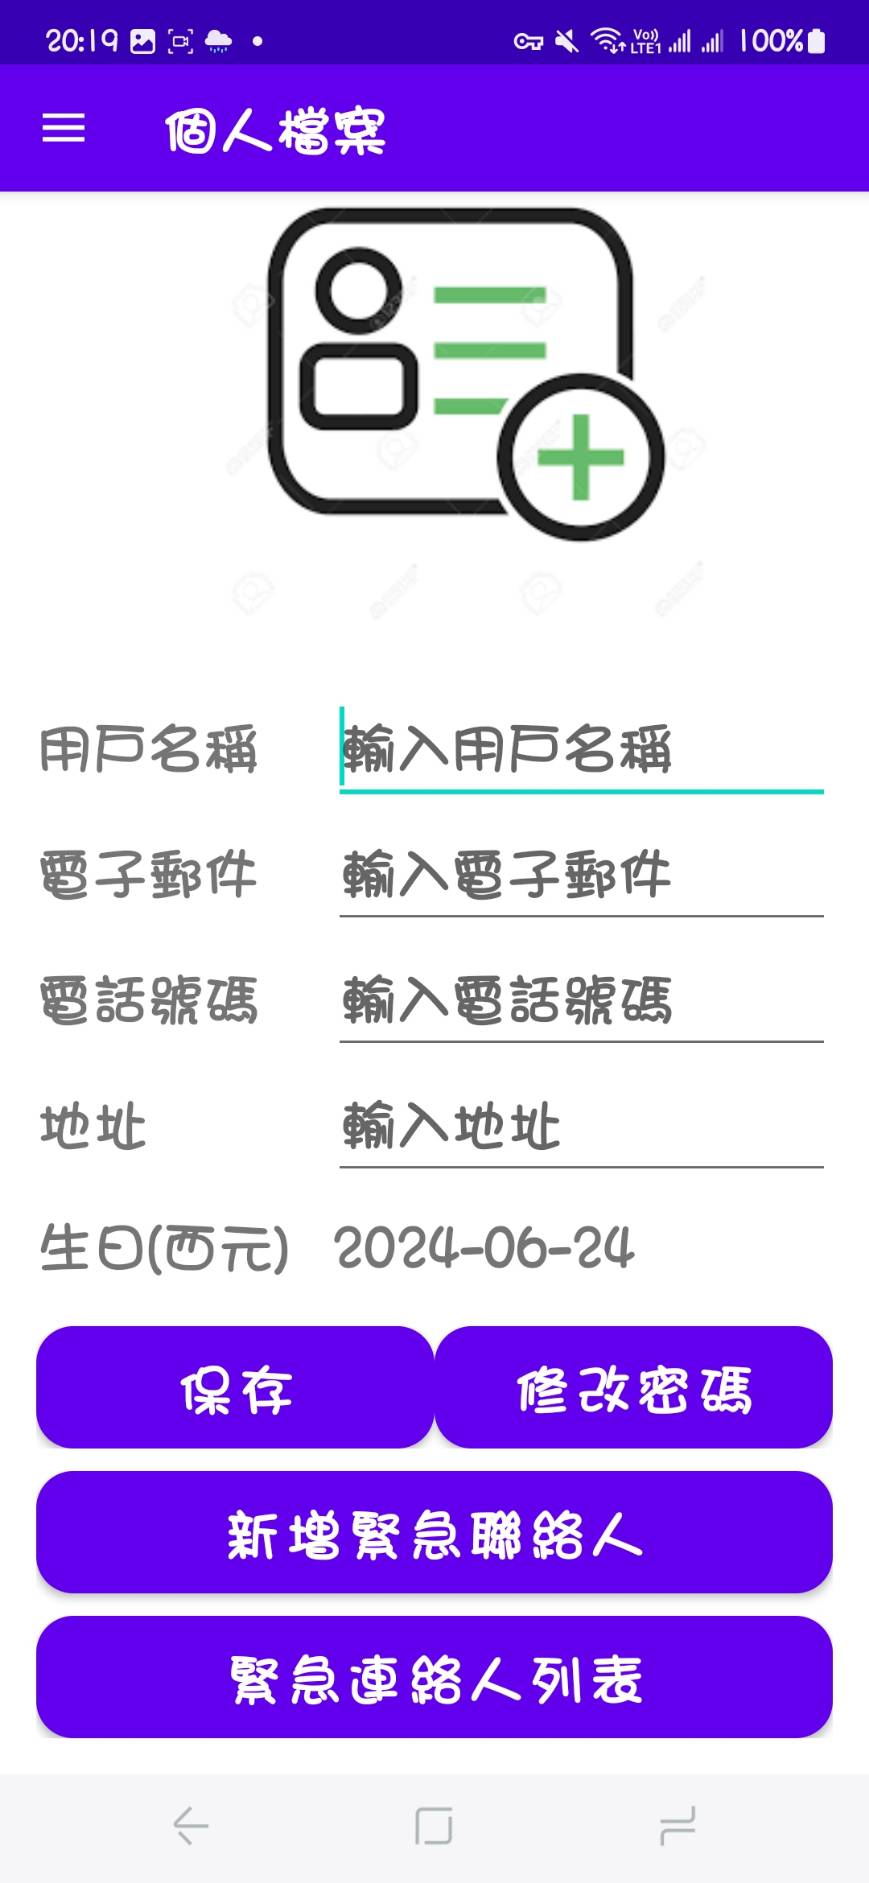 20:19 Vo)) LTE1 100%
個人檔案
用戶名稱 輸入用戶名稱
電子郵件 輸入電子郵件
電話號碼 輸入電話號碼
地址 輸入地址
生日(西元) 2024-06-24
保存 修改密碼
新增緊急聯絡人
緊急連絡人列表